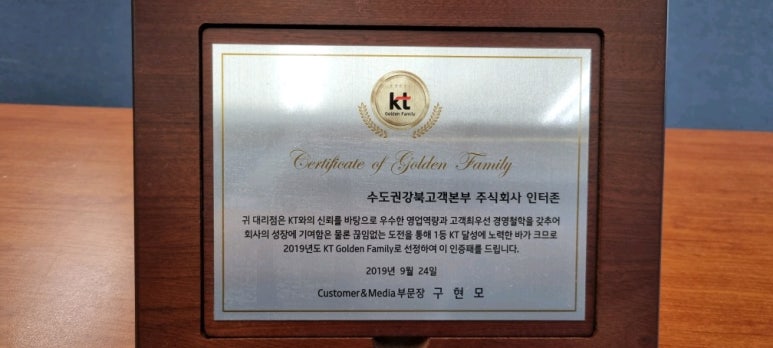 kt
Golden Family
Certificate of Golden Family
수도권강북고객본부 주식회사 인터존
귀 대리점은 KT와의 신뢰를 바탕으로 우수한 영업역량과 고객최우선 경영철학을 갖추어
회사의 성장에 기여함은 물론 끊임없는 도전을 통해 1등 KT 달성에 노력한 바가 크므로
2019년도 KT Golden Family로 선정하여 이 인증패를 드립니다.
2019년 9월 24일
Customer&Media부문장 구 현 모